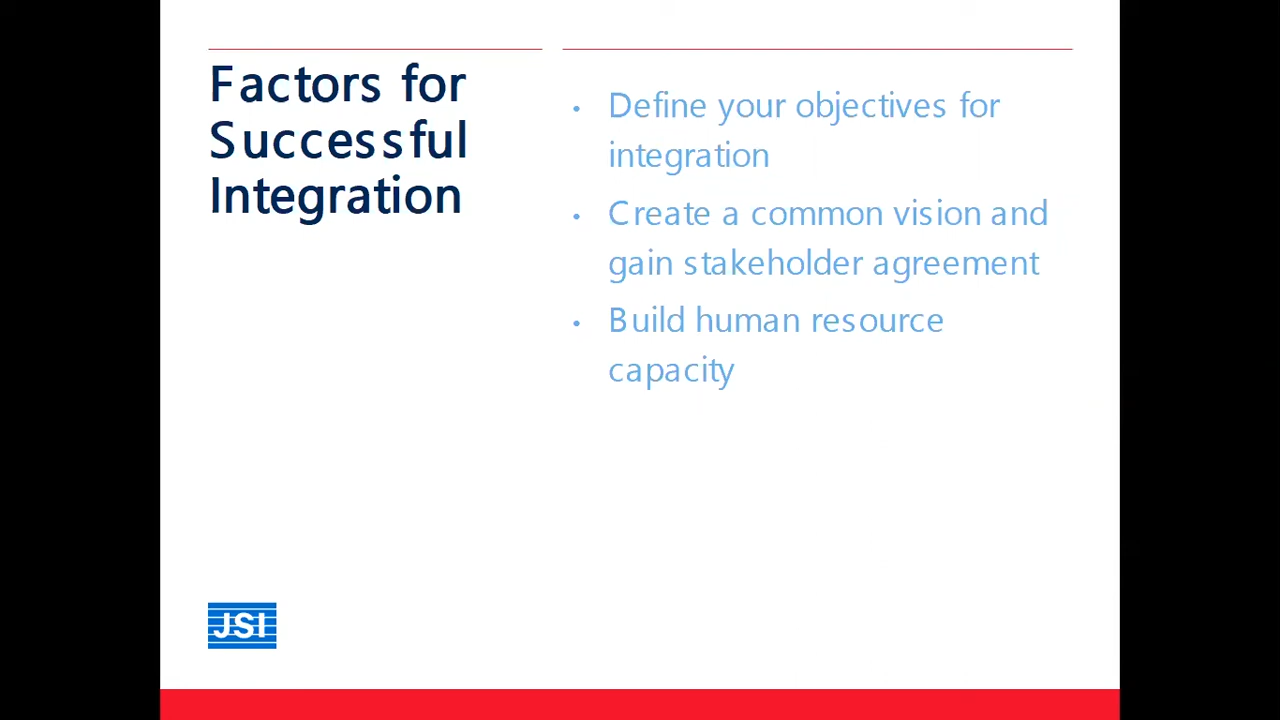 Factors for
Successful
Integration
• Define your objectives for
integration
• Create a common vision and
gain stakeholder agreement
• Build human resource
capacity
JSI